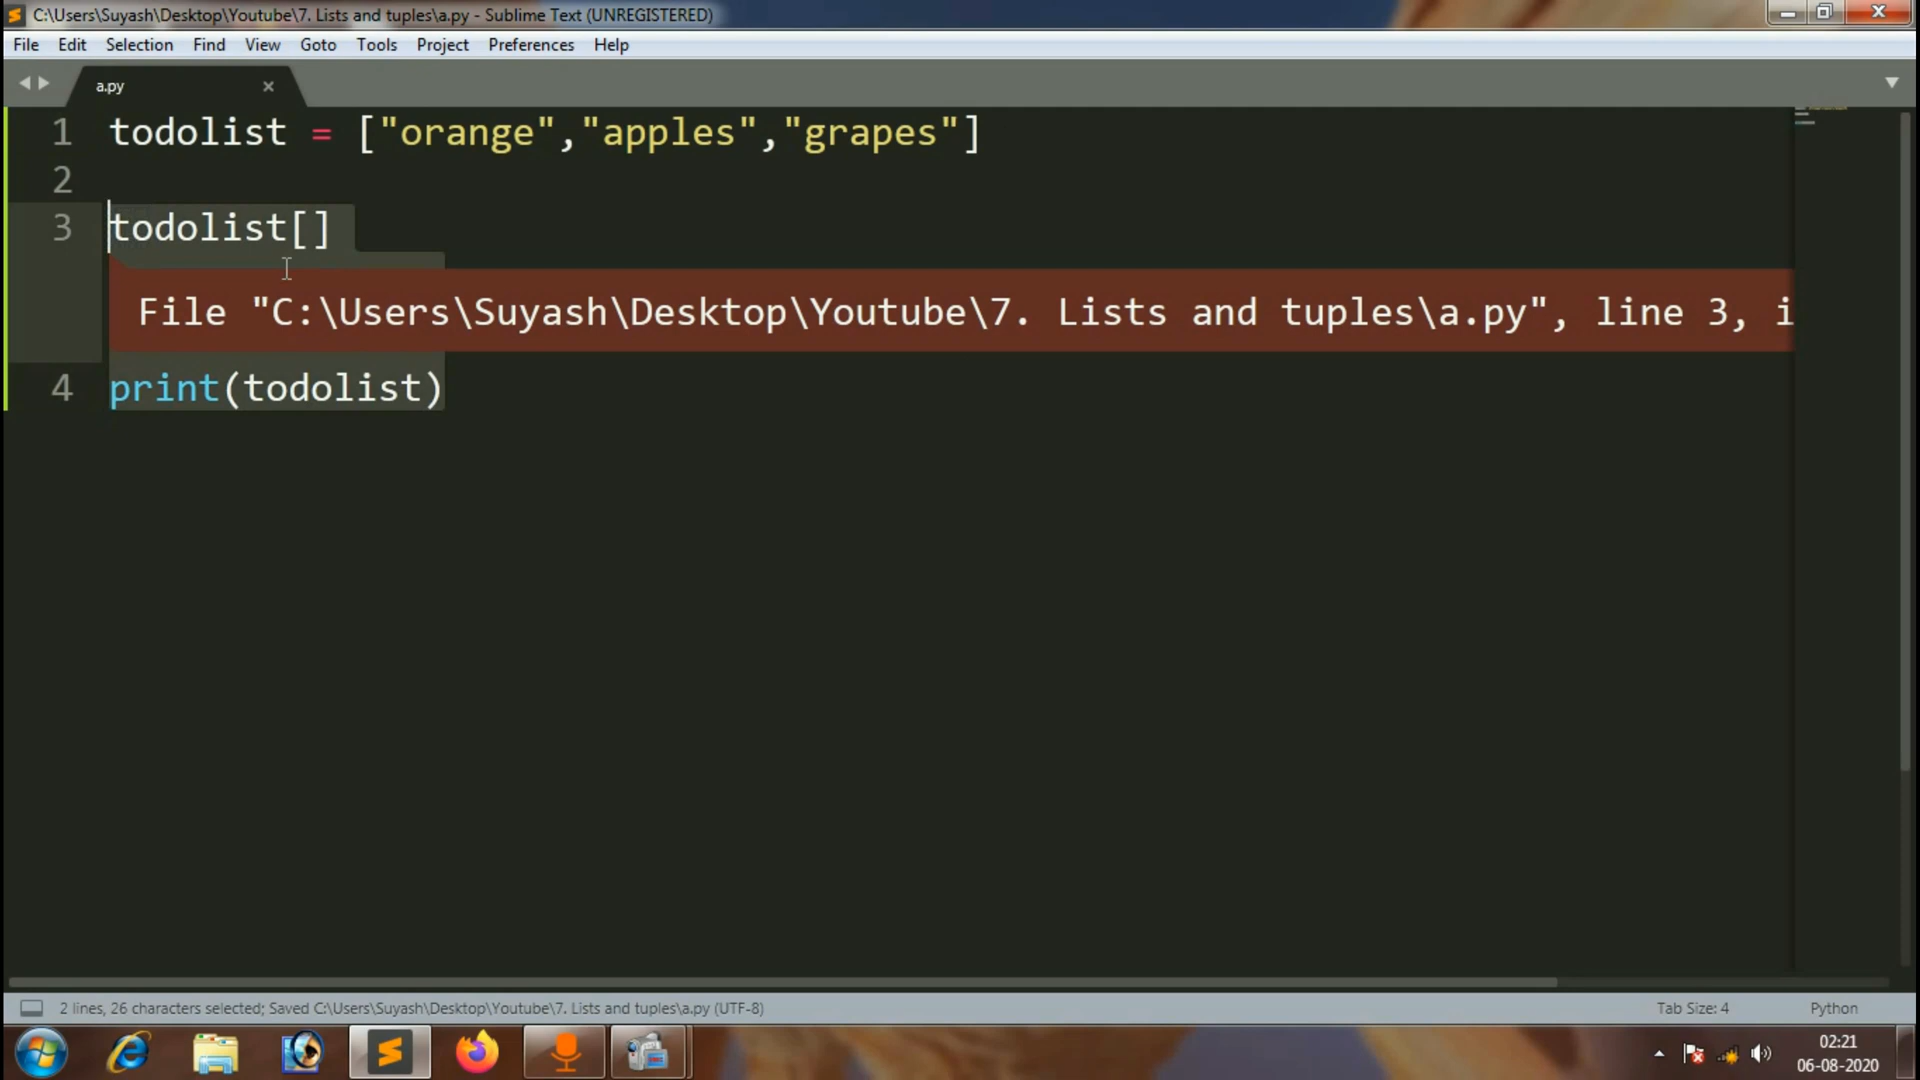 C:\Users\Suyash\Desktop\Youtube\7. Lists and tuples\a.py - Sublime Text (UNREGISTERED)
File Edit Selection Find View Goto Tools Project Preferences Help
a.py
1 todolist = ["orange","apples","grapes"]
2
3 todolist[]
File "C:\Users\Suyash\Desktop\Youtube\7. Lists and tuples\a.py", line 3, i
4 print(todolist)
2 lines, 26 characters selected; Saved C:\Users\Suyash\Desktop\Youtube\7. Lists and tuples\a.py (UTF-8) Tab Size: 4 Python
02:21
06-08-2020